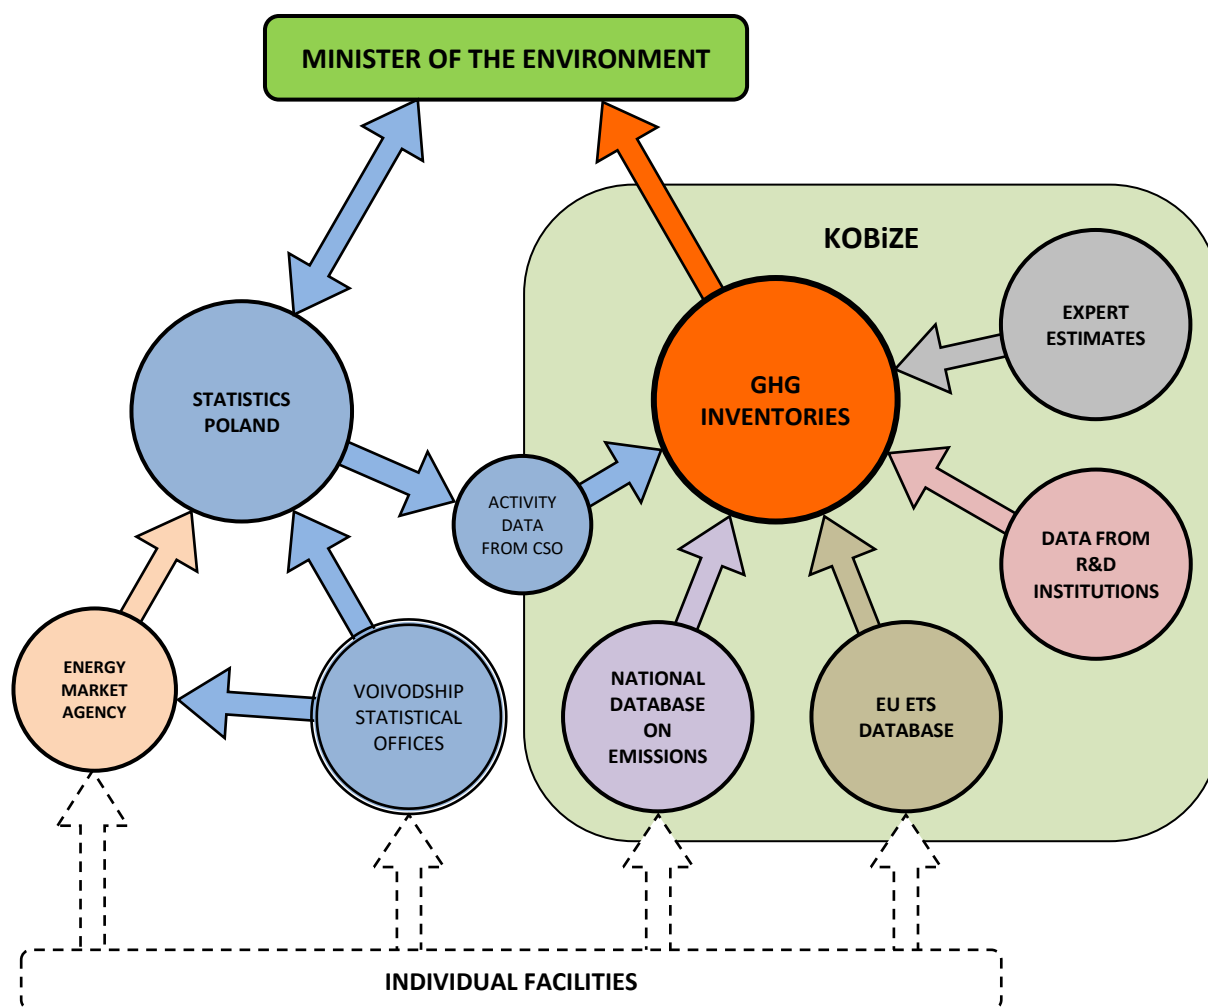 MINISTER OF THE ENVIRONMENT
KOBiZE
EXPERT
ESTIMATES
STATISTICS
POLAND
GHG
INVENTORIES
ACTIVITY
DATA
FROM CSO
DATA FROM
R&D
INSTITUTIONS
ENERGY
MARKET
AGENCY
VOIVODSHIP
STATISTICAL
OFFICES
NATIONAL
DATABASE
ON
EMISSIONS
EU ETS
DATABASE
INDIVIDUAL FACILITIES